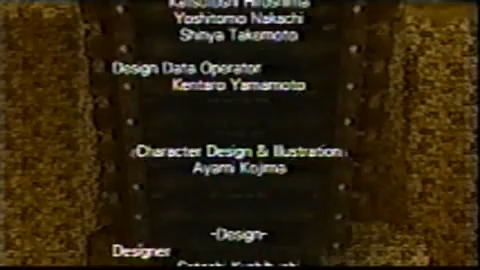 Yoshitomo Nakachi
Shinya Takemoto
Design Data Operator
Kentaro Yamamoto
Character Design & Illustration
Ayami Kojima
-Design-
Designer